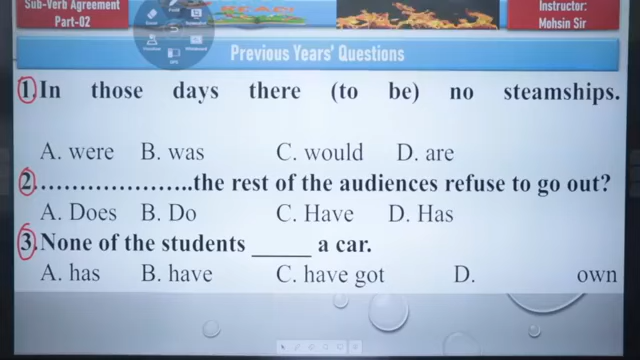 Sub-Verb Agreement
Part-02
Instructor:
Mohsin Sir
Previous Years' Questions
1.In those days there (to be) no steamships.
A. were B. was C. would D. are
2.…………………..the rest of the audiences refuse to go out?
A. Does B. Do C. Have D. Has
3.None of the students ______ a car.
A. has B. have C. have got D. own